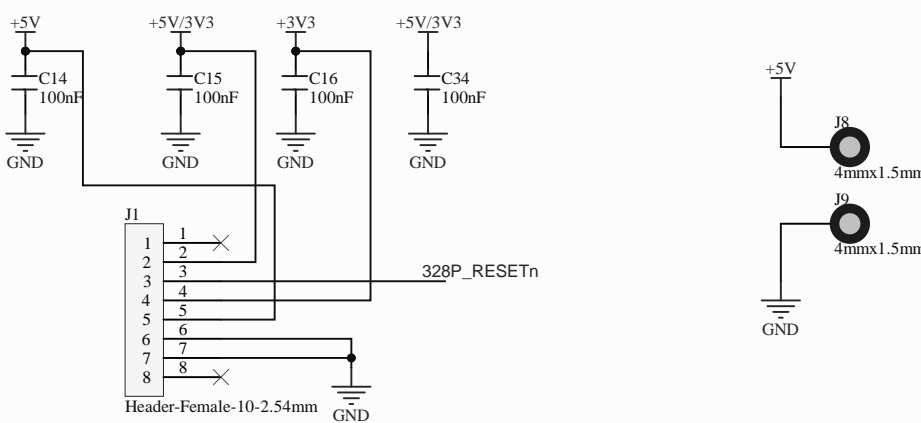 +5V
+5V/3V3
+3V3
+5V/3V3
C14
100nF
C15
100nF
C16
100nF
C34
100nF
GND
GND
GND
GND
+5V
J8
4mmx1.5mm
J9
4mmx1.5mm
GND
J1
1 1
2 2
3 3
328P_RESETn
4 4
5 5
6 6
7 7
8 8
Header-Female-10-2.54mm
GND